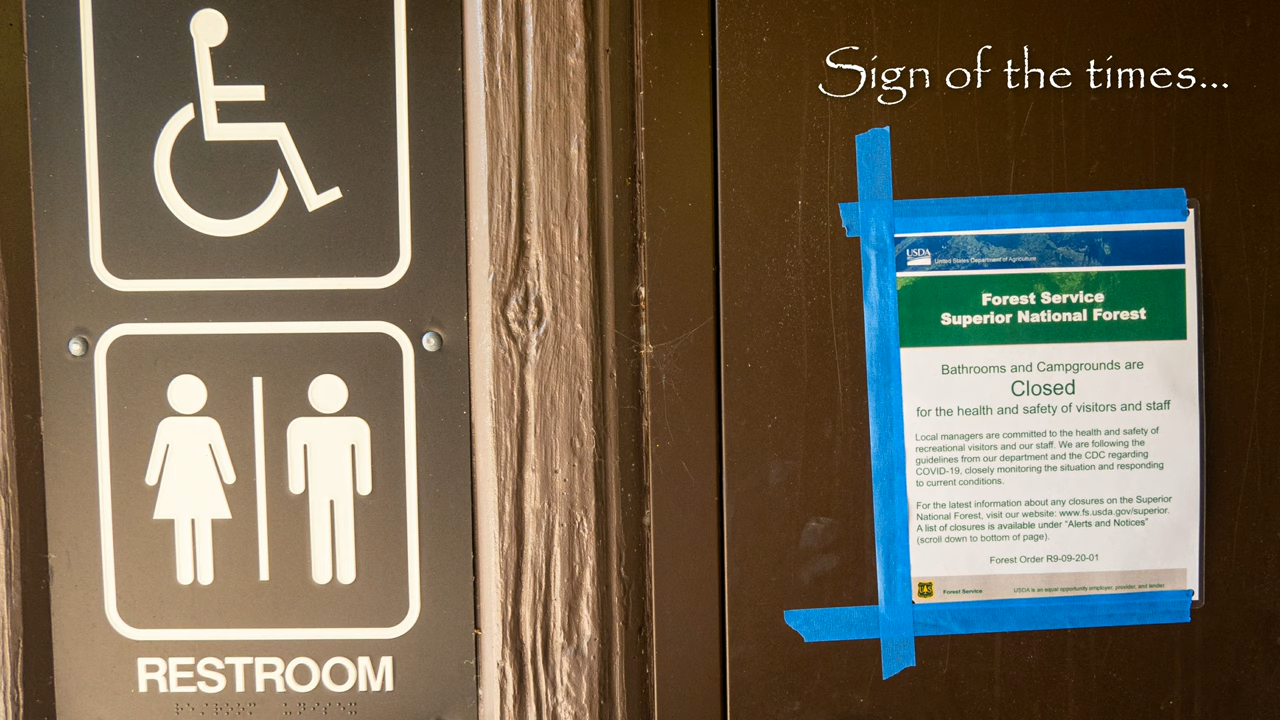 Sign of the times...
USDA
United States Department of Agriculture
Forest Service
Superior National Forest
Bathrooms and Campgrounds are
Closed
for the health and safety of visitors and staff
Local managers are committed to the health and safety of
recreational visitors and our staff. We are following the
guidelines from our department and the CDC regarding
COVID-19, closely monitoring the situation and responding
to current conditions.
For the latest information about any closures on the Superior
National Forest, visit our website: www.fs.usda.gov/superior.
A list of closures is available under "Alerts and Notices"
(scroll down to bottom of page).
Forest Order R9-09-20-01
UAS
Forest Service
USDA is an equal opportunity employer, provider, and lender.
RESTROOM